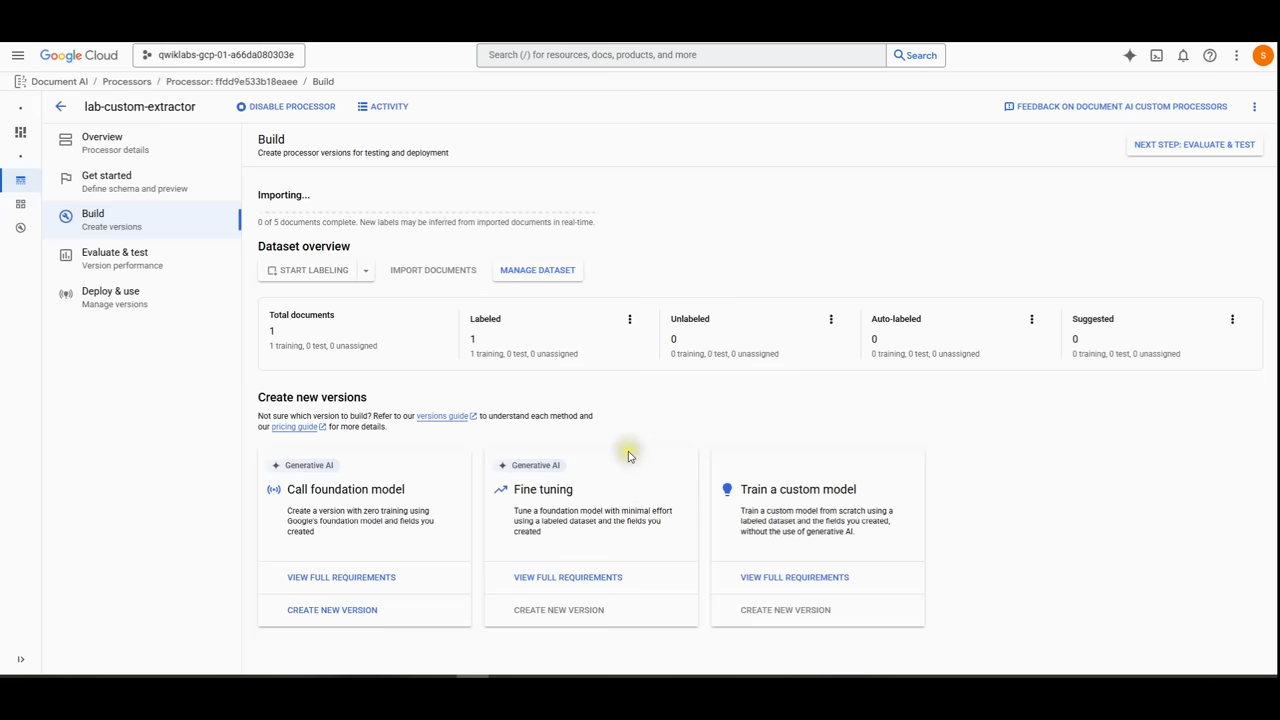 Google Cloud
qwiklabs-gcp-01-a66da080303e
Search (/) for resources, docs, products, and more
Search
S
Document AI / Processors / Processor: ffdd9e533b18eaee / Build
lab-custom-extractor
DISABLE PROCESSOR
ACTIVITY
FEEDBACK ON DOCUMENT AI CUSTOM PROCESSORS
Overview
Processor details
Get started
Define schema and preview
Build
Create versions
Evaluate & test
Version performance
Deploy & use
Manage versions
Build
Create processor versions for testing and deployment
NEXT STEP: EVALUATE & TEST
Importing...
0 of 5 documents complete. New labels may be inferred from imported documents in real-time.
Dataset overview
START LABELING
IMPORT DOCUMENTS
MANAGE DATASET
Total documents
1
1 training, 0 test, 0 unassigned
Labeled
1
1 training, 0 test, 0 unassigned
Unlabeled
0
0 training, 0 test, 0 unassigned
Auto-labeled
0
0 training, 0 test, 0 unassigned
Suggested
0
0 training, 0 test, 0 unassigned
Create new versions
Not sure which version to build? Refer to our versions guide to understand each method and
our pricing guide for more details.
Generative AI
Call foundation model
Create a version with zero training using
Google's foundation model and fields you
created
VIEW FULL REQUIREMENTS
CREATE NEW VERSION
Generative AI
Fine tuning
Tune a foundation model with minimal effort
using a labeled dataset and the fields you
created
VIEW FULL REQUIREMENTS
CREATE NEW VERSION
Train a custom model
Train a custom model from scratch using a
labeled dataset and the fields you created,
without the use of generative AI.
VIEW FULL REQUIREMENTS
CREATE NEW VERSION